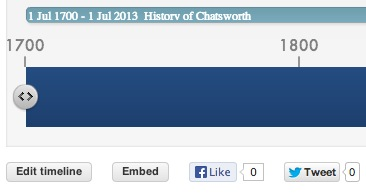 1 Jul 1700 - 1 Jul 2013 History of Chatsworth
1700 1800
Edit timeline Embed Like 0 Tweet 0